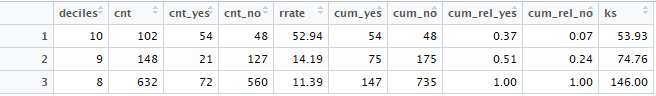 deciles cnt cnt_yes cnt_no rrate cum_yes cum_no cum_rel_yes cum_rel_no ks
1 10 102 54 48 52.94 54 48 0.37 0.07 53.93
2 9 148 21 127 14.19 75 175 0.51 0.24 74.76
3 8 632 72 560 11.39 147 735 1.00 1.00 146.00